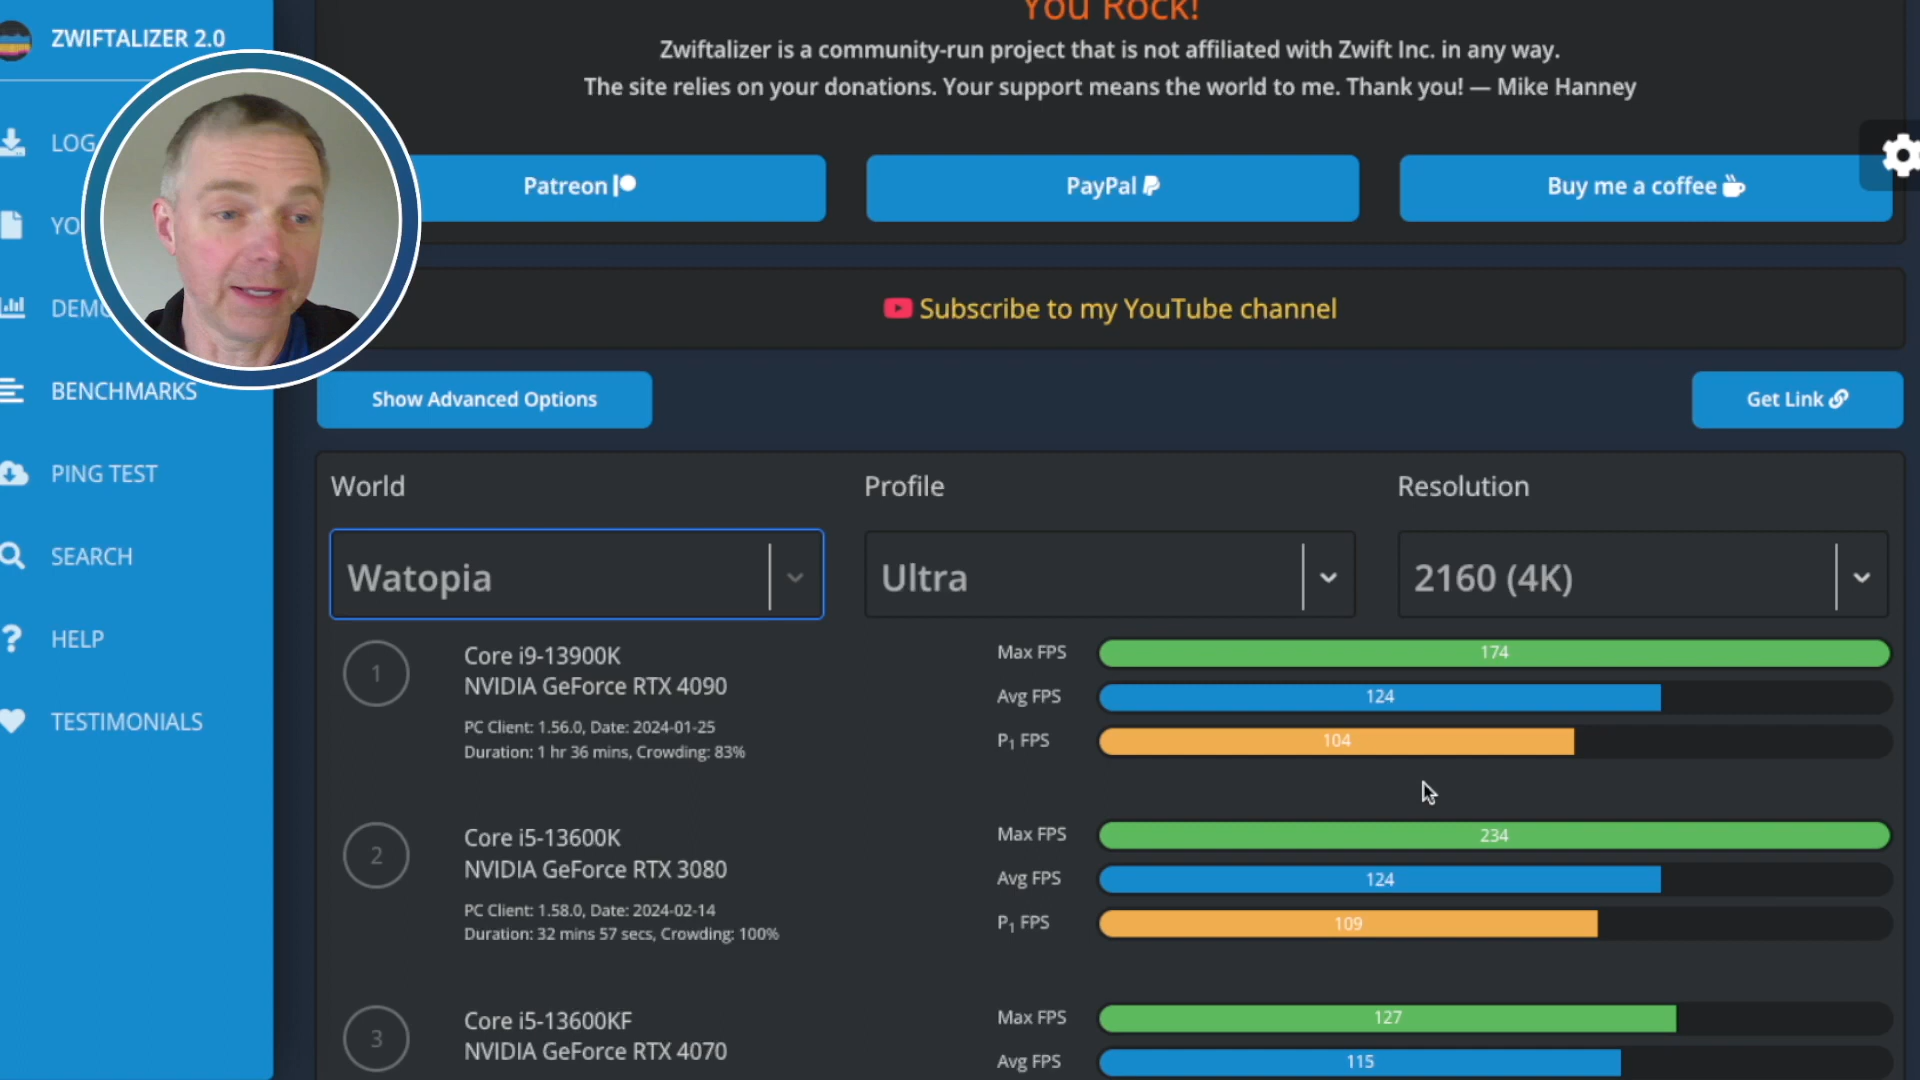 ZWIFTALIZER 2.0
LOG
YO
DEMO
BENCHMARKS
PING TEST
SEARCH
HELP
TESTIMONIALS
You Rock!
Zwiftalizer is a community-run project that is not affiliated with Zwift Inc. in any way.
The site relies on your donations. Your support means the world to me. Thank you! — Mike Hanney
Patreon
PayPal
Buy me a coffee
Subscribe to my YouTube channel
Show Advanced Options
Get Link
World
Profile
Resolution
Watopia
Ultra
2160 (4K)
1
Core i9-13900K
NVIDIA GeForce RTX 4090
PC Client: 1.56.0, Date: 2024-01-25
Duration: 1 hr 36 mins, Crowding: 83%
Max FPS 174
Avg FPS 124
P₁ FPS 104
2
Core i5-13600K
NVIDIA GeForce RTX 3080
PC Client: 1.58.0, Date: 2024-02-14
Duration: 32 mins 57 secs, Crowding: 100%
Max FPS 234
Avg FPS 124
P₁ FPS 109
3
Core i5-13600KF
NVIDIA GeForce RTX 4070
Max FPS 127
Avg FPS 115